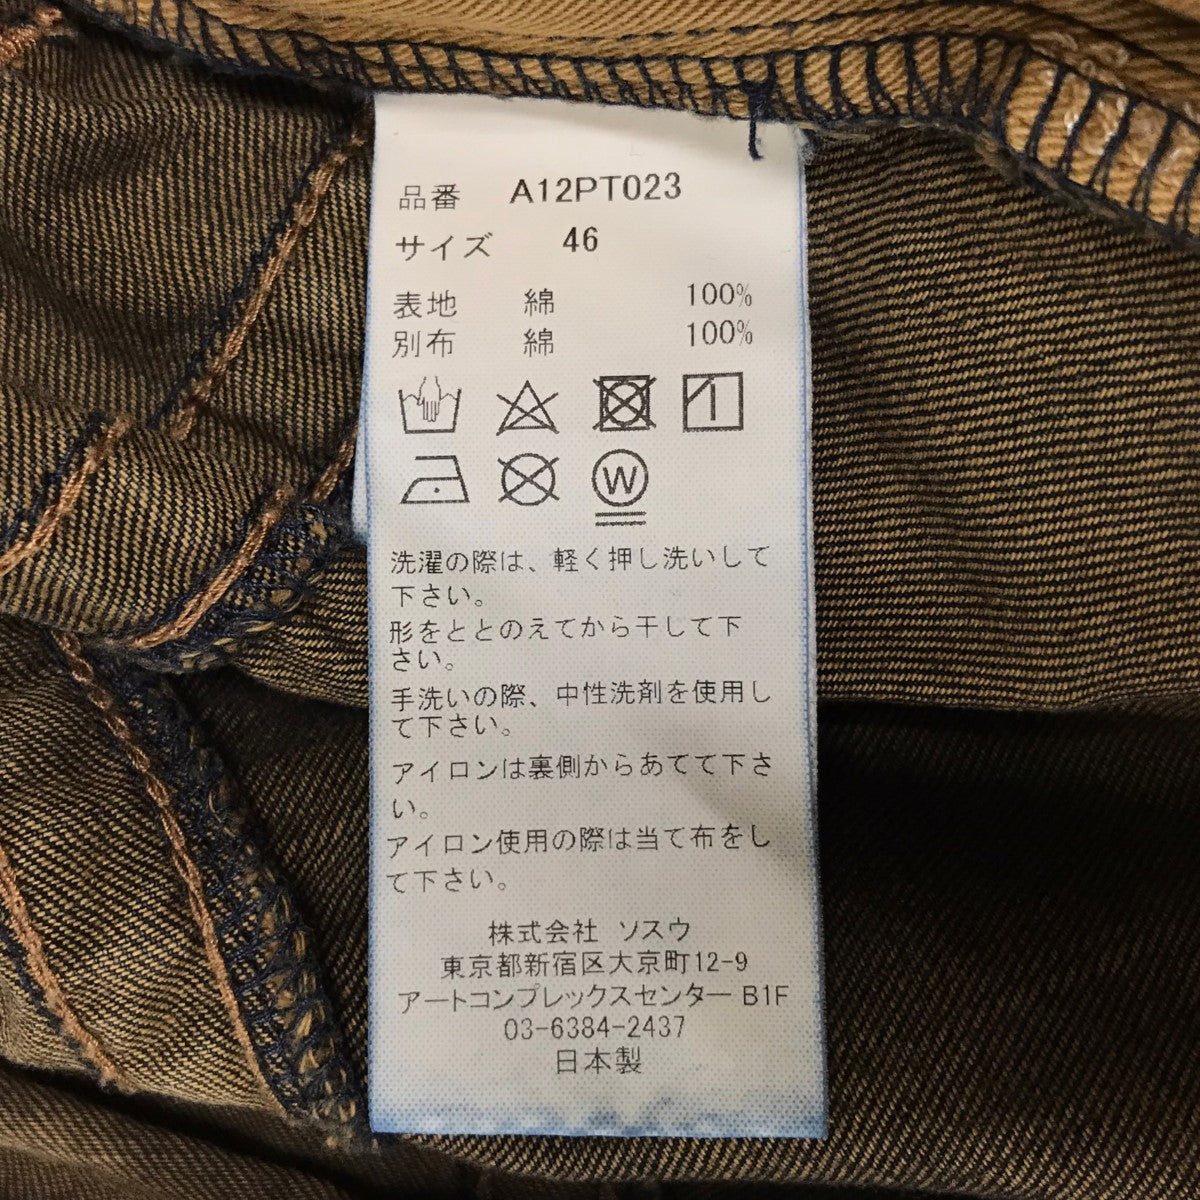 品番 A12PT023
サイズ 46
表地 綿 100%
別布 綿 100%
W
洗濯の際は、軽く押し洗いして
下さい。
形をととのえてから干して下
さい。
手洗いの際、中性洗剤を使用し
て下さい。
アイロンは裏側からあてて下さ
い。
アイロン使用の際は当て布をし
て下さい。
株式会社 ソスウ
東京都新宿区大京町12-9
アートコンプレックスセンター B1F
03-6384-2437
日本製